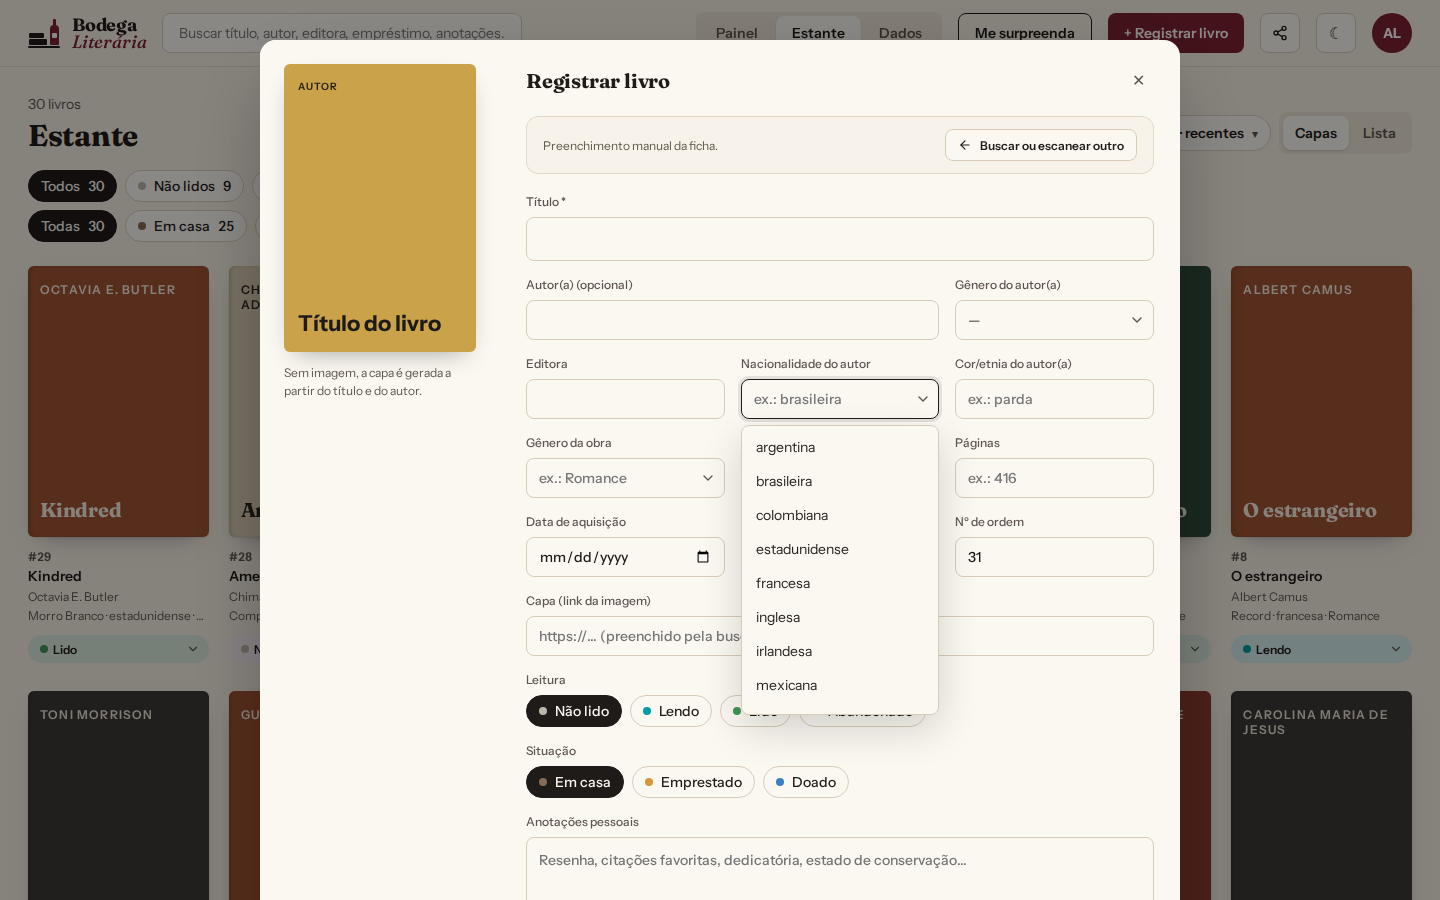 Bodega
Literária
Buscar título, autor, editora, empréstimo, anotações.
Painel
Estante
Dados
Me surpreenda
+ Registrar livro
AL
30 livros
Estante
recentes
Capas
Lista
Todos 30
Não lidos 9
Todas 30
Em casa 25
AUTOR
Título do livro
Sem imagem, a capa é gerada a
partir do título e do autor.
Registrar livro
Preenchimento manual da ficha.
Buscar ou escanear outro
Título *
Autor(a) (opcional)
Gênero do autor(a)
—
Editora
Nacionalidade do autor
Cor/etnia do autor(a)
ex.: brasileira
ex.: parda
argentina
brasileira
colombiana
estadunidense
francesa
inglesa
irlandesa
mexicana
Gênero da obra
Páginas
ex.: Romance
ex.: 416
Data de aquisição
Nº de ordem
mm/dd/yyyy
31
Capa (link da imagem)
https://... (preenchido pela bus
Leitura
Não lido
Lendo
Lido
Abandonado
Situação
Em casa
Emprestado
Doado
Anotações pessoais
Resenha, citações favoritas, dedicatória, estado de conservação...
OCTAVIA E. BUTLER
Kindred
#29
Kindred
Octavia E. Butler
Morro Branco · estadunidense · ...
Lido
CH
AD
A
#28
Ame
Chim
Comp
N
ALBERT CAMUS
O estrangeiro
#8
O estrangeiro
Albert Camus
Record · francesa · Romance
Lendo
o
e
TONI MORRISON
GU
E
CAROLINA MARIA DE
JESUS